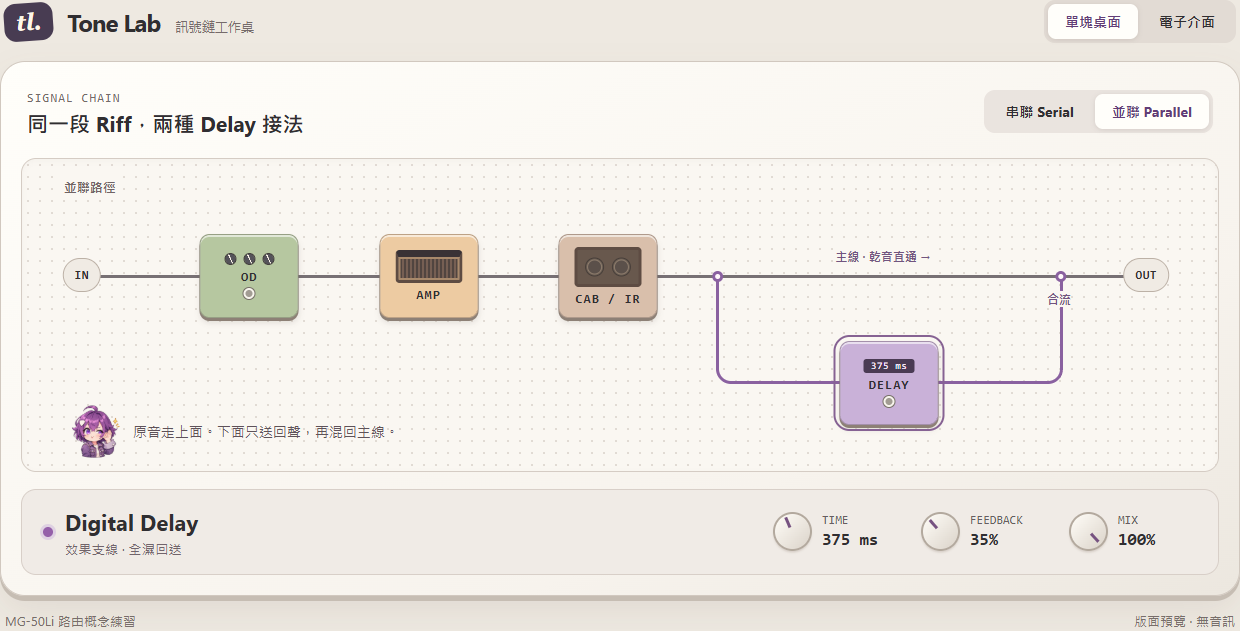 tl. Tone Lab 訊號鏈工作桌
單塊桌面 電子介面
SIGNAL CHAIN
同一段 Riff · 兩種 Delay 接法
串聯 Serial 並聯 Parallel
並聯路徑
主線 · 乾音直通 →
IN
OD
AMP
CAB / IR
OUT
合流
375 ms
DELAY
原音走上面。下面只送回聲，再混回主線。
Digital Delay
效果支線 · 全濕回送
TIME
375 ms
FEEDBACK
35%
MIX
100%
MG-50Li 路由概念練習
版面預覽 · 無音訊